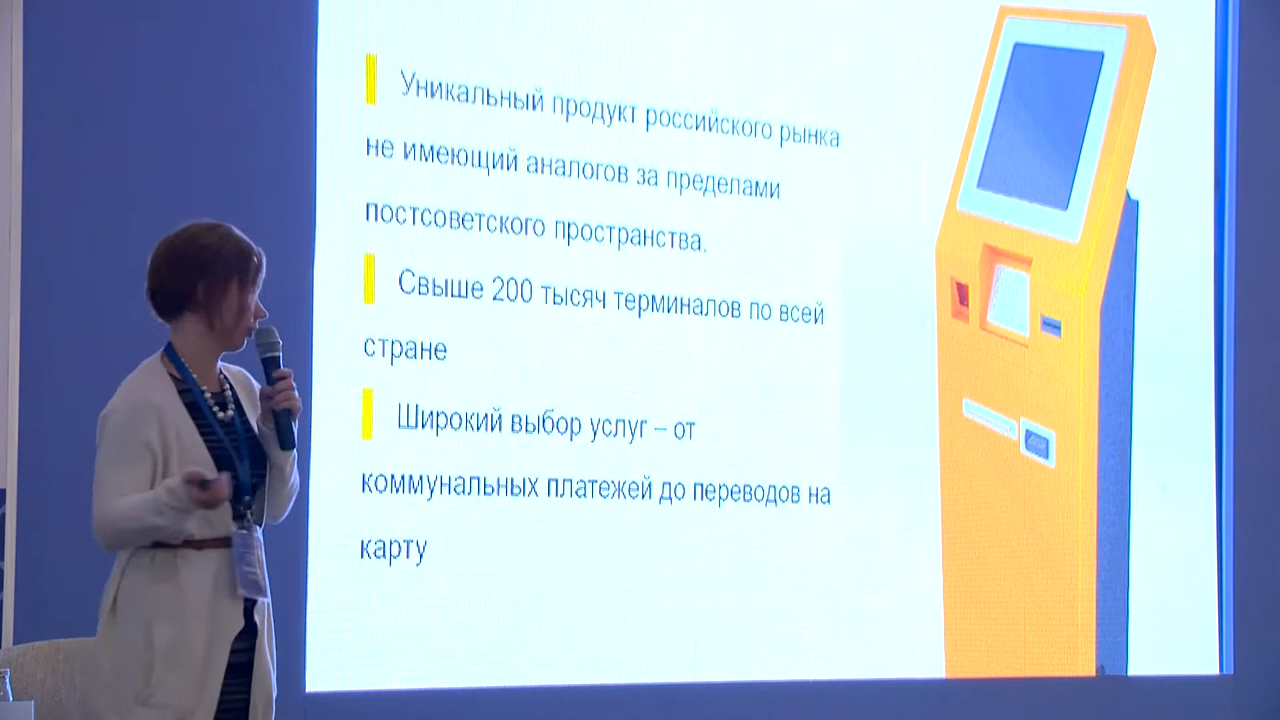 Уникальный продукт российского рынка
не имеющий аналогов за пределами
постсоветского пространства.
Свыше 200 тысяч терминалов по всей
стране
Широкий выбор услуг – от
коммунальных платежей до переводов на
карту